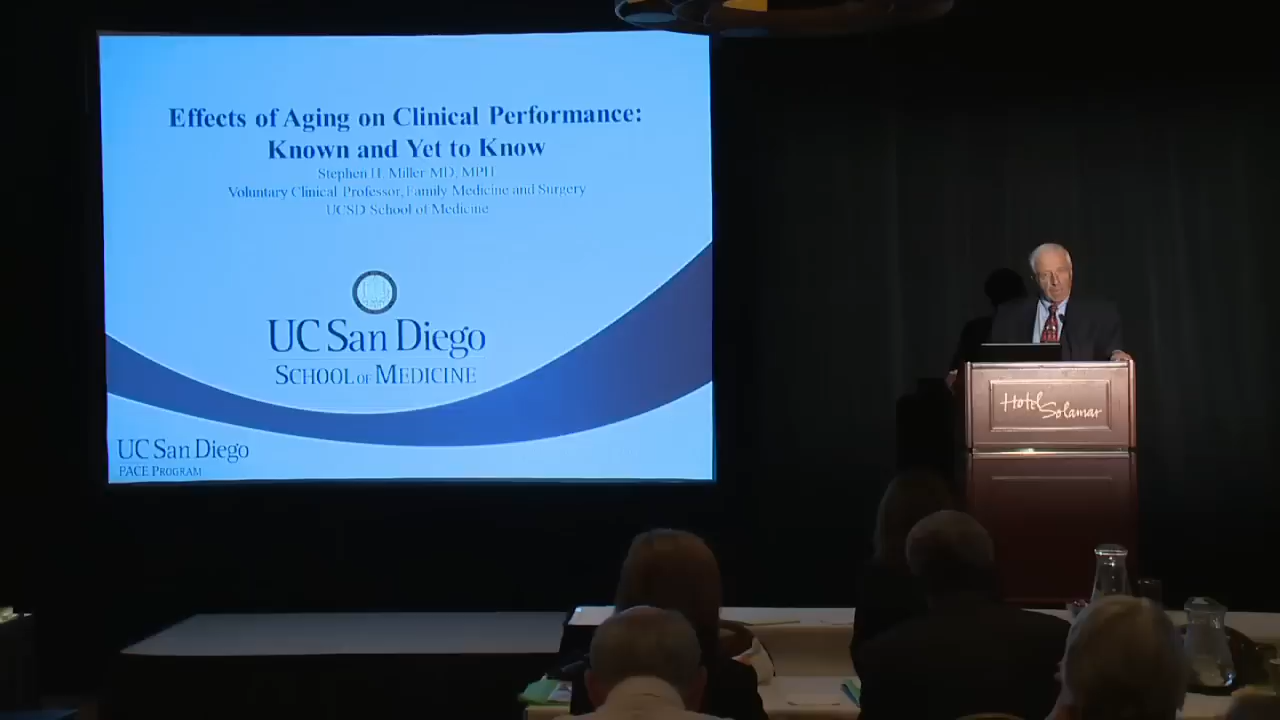 Effects of Aging on Clinical Performance:
Known and Yet to Know
Stephen H. Miller MD, MPH
Voluntary Clinical Professor, Family Medicine and Surgery
UCSD School of Medicine
UC San Diego
SCHOOL OF MEDICINE
UC San Diego
PACE PROGRAM
Hotel
Solamar